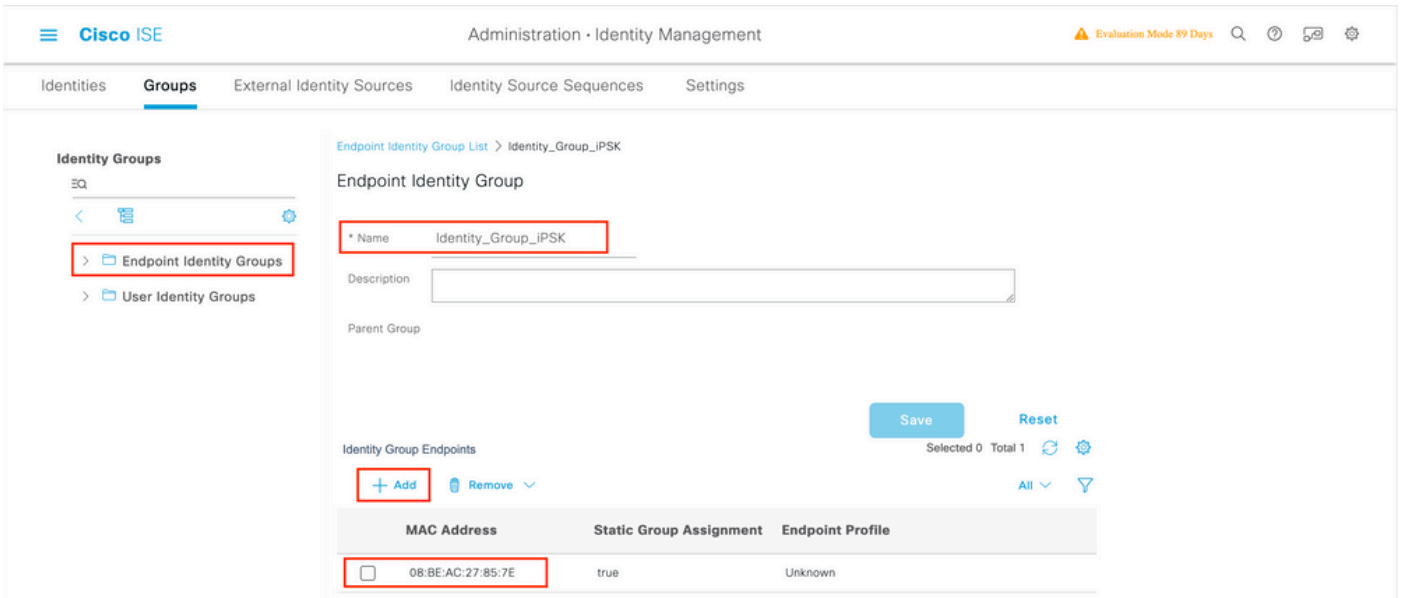 Cisco ISE
Administration · Identity Management
Evaluation Mode 89 Days
Identities Groups External Identity Sources Identity Source Sequences Settings
Identity Groups
Endpoint Identity Groups
User Identity Groups
Endpoint Identity Group List > Identity_Group_iPSK
Endpoint Identity Group
* Name Identity_Group_iPSK
Description
Parent Group
Save Reset
Identity Group Endpoints
Selected 0 Total 1
+ Add Remove All
MAC Address Static Group Assignment Endpoint Profile
08:BE:AC:27:85:7E true Unknown